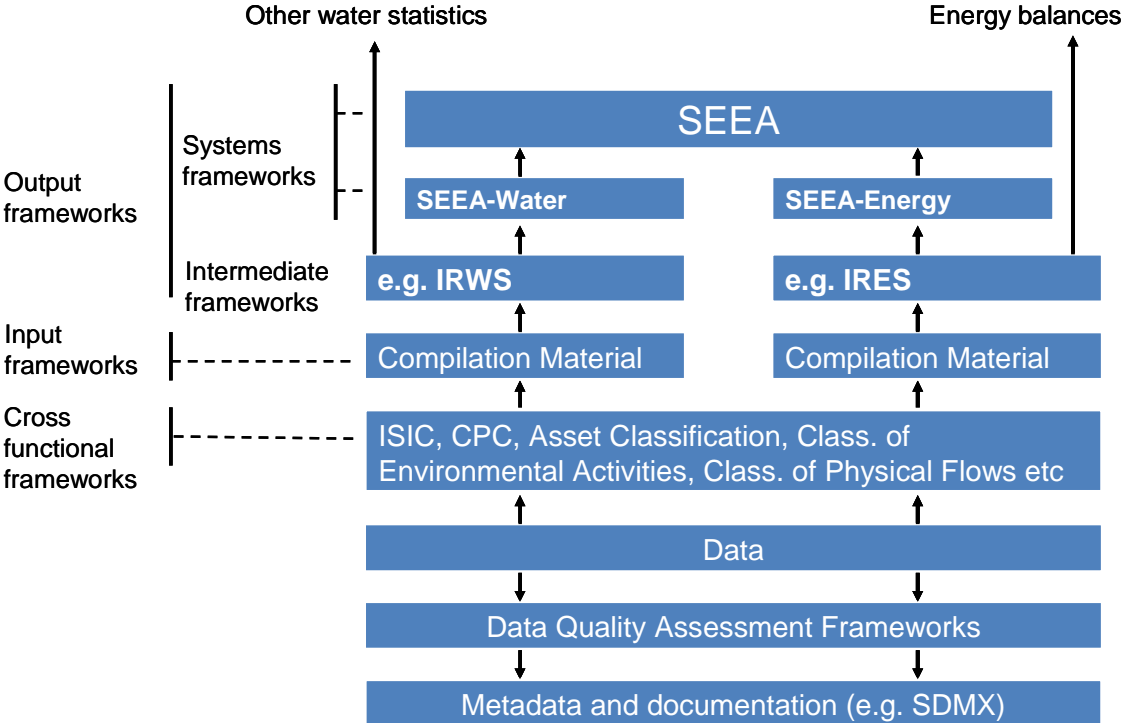 Other water statistics
Energy balances
SEEA
Systems
frameworks
Output
frameworks
SEEA-Water
SEEA-Energy
Intermediate
frameworks
e.g. IRWS
e.g. IRES
Input
frameworks
Compilation Material
Compilation Material
Cross
functional
frameworks
ISIC, CPC, Asset Classification, Class. of
Environmental Activities, Class. of Physical Flows etc
Data
Data Quality Assessment Frameworks
Metadata and documentation (e.g. SDMX)